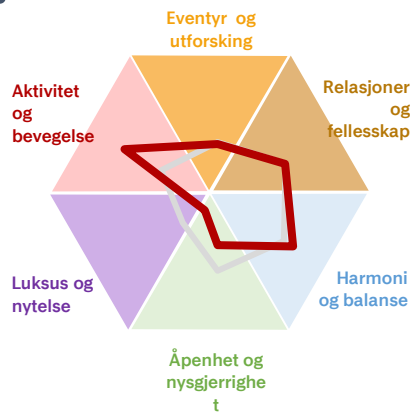 Eventyr og
utforsking
Aktivitet
og
bevegelse
Relasjoner
og
fellesskap
Luksus og
nytelse
Harmoni
og balanse
Åpenhet og
nysgjerrighe
t